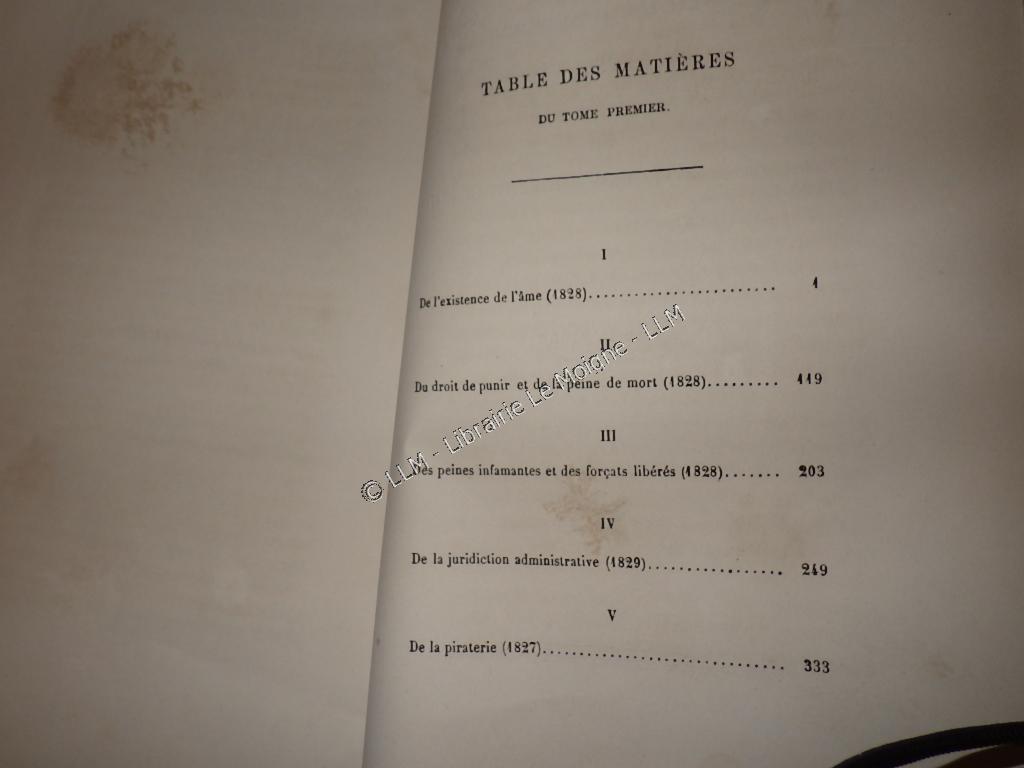 TABLE DES MATIÈRES
DU TOME PREMIER.
I
De l'existence de l'âme (1828)........................ 1
II
Du droit de punir et de la peine de mort (1828)......... 119
III
Des peines infamantes et des forçats libérés (1828)....... 203
IV
De la juridiction administrative (1829)................. 249
V
De la piraterie (1827).............................. 333
© LLM - Librairie Le Moigne - LLM